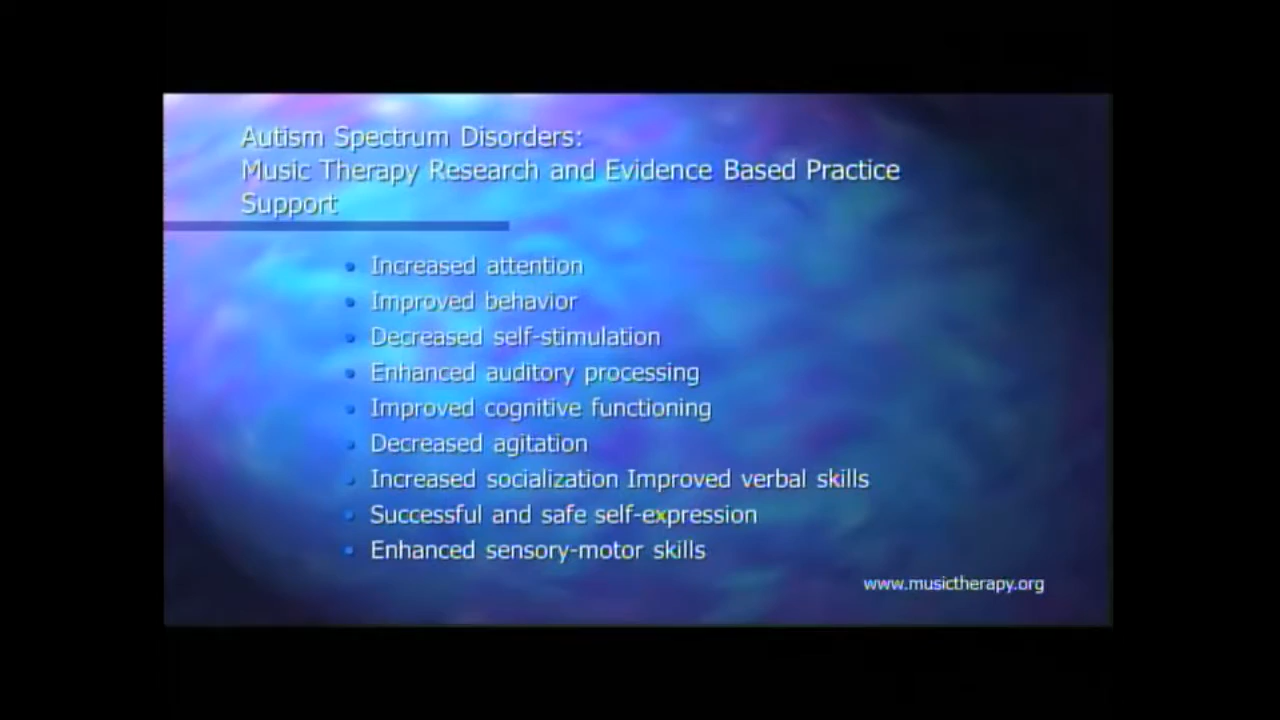 Autism Spectrum Disorders:
Music Therapy Research and Evidence Based Practice
Support
• Increased attention
• Improved behavior
• Decreased self-stimulation
• Enhanced auditory processing
• Improved cognitive functioning
• Decreased agitation
• Increased socialization Improved verbal skills
• Successful and safe self-expression
• Enhanced sensory-motor skills
www.musictherapy.org